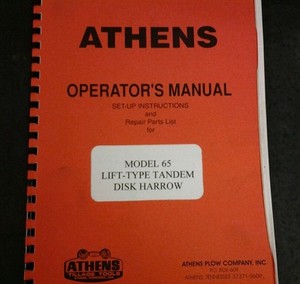 ATHENS
OPERATOR'S MANUAL
SET-UP INSTRUCTIONS
and
Repair Parts List
for
MODEL 65
LIFT-TYPE TANDEM
DISK HARROW
ATHENS
TILLAGE TOOLS
ATHENS PLOW COMPANY, INC.
ATHENS, TENNESSEE